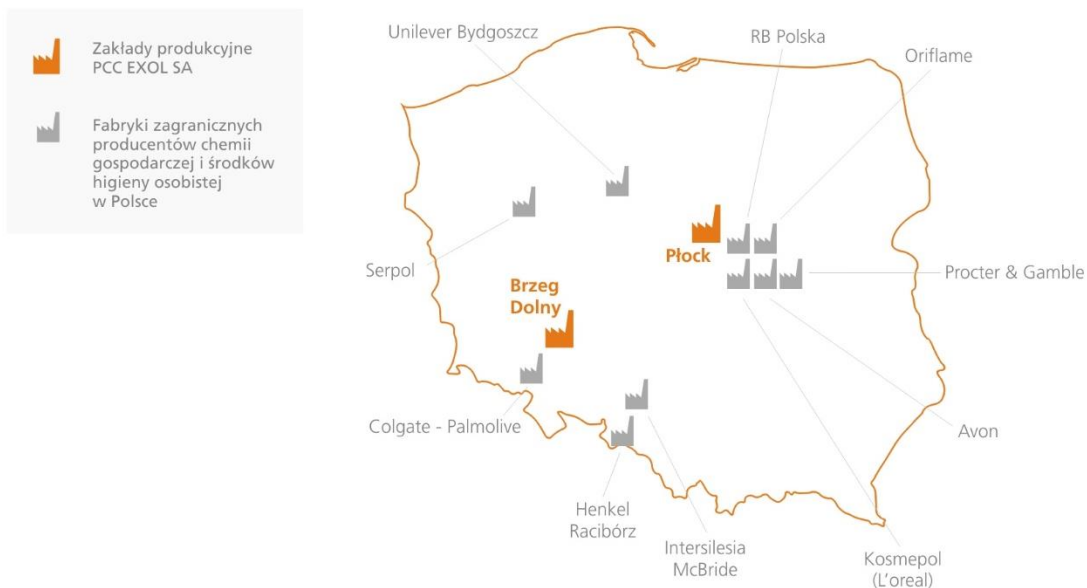 Zakłady produkcyjne
PCC EXOL SA
Fabryki zagranicznych
producentów chemii
gospodarczej i środków
higieny osobistej
w Polsce
Unilever Bydgoszcz
RB Polska
Oriflame
Serpol
Płock
Procter & Gamble
Brzeg
Dolny
Colgate - Palmolive
Avon
Henkel
Racibórz
Intersilesia
McBride
Kosmepol
(L'oreal)